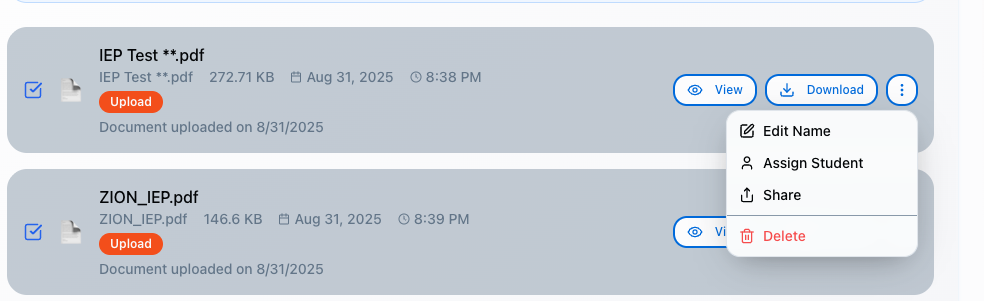 IEP Test **.pdf
IEP Test **.pdf 272.71 KB Aug 31, 2025 8:38 PM
View Download
Upload
Document uploaded on 8/31/2025
Edit Name
Assign Student
Share
Delete
ZION_IEP.pdf
ZION_IEP.pdf 146.6 KB Aug 31, 2025 8:39 PM
Vi
Upload
Document uploaded on 8/31/2025